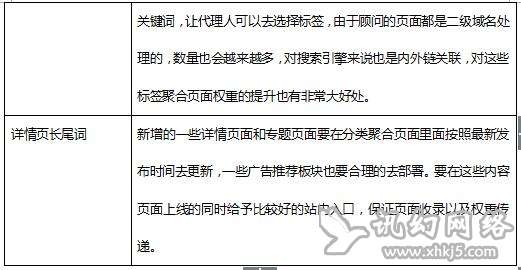 关键词，让代理人可以去选择标签，由于顾问的页面都是二级域名处
理的，数量也会越来越多，对搜索引擎来说也是内外链关联，对这些
标签聚合页面权重的提升也有非常大好处。
详情页长尾词
新增的一些详情页面和专题页面要在分类聚合页面里面按照最新发
布时间去更新，一些广告推荐板块也要合理的去部署。要在这些内容
页面上线的同时给予比较好的站内入口，保证页面收录以及权重传
递。
讯幻网络
www.xhkj5.com